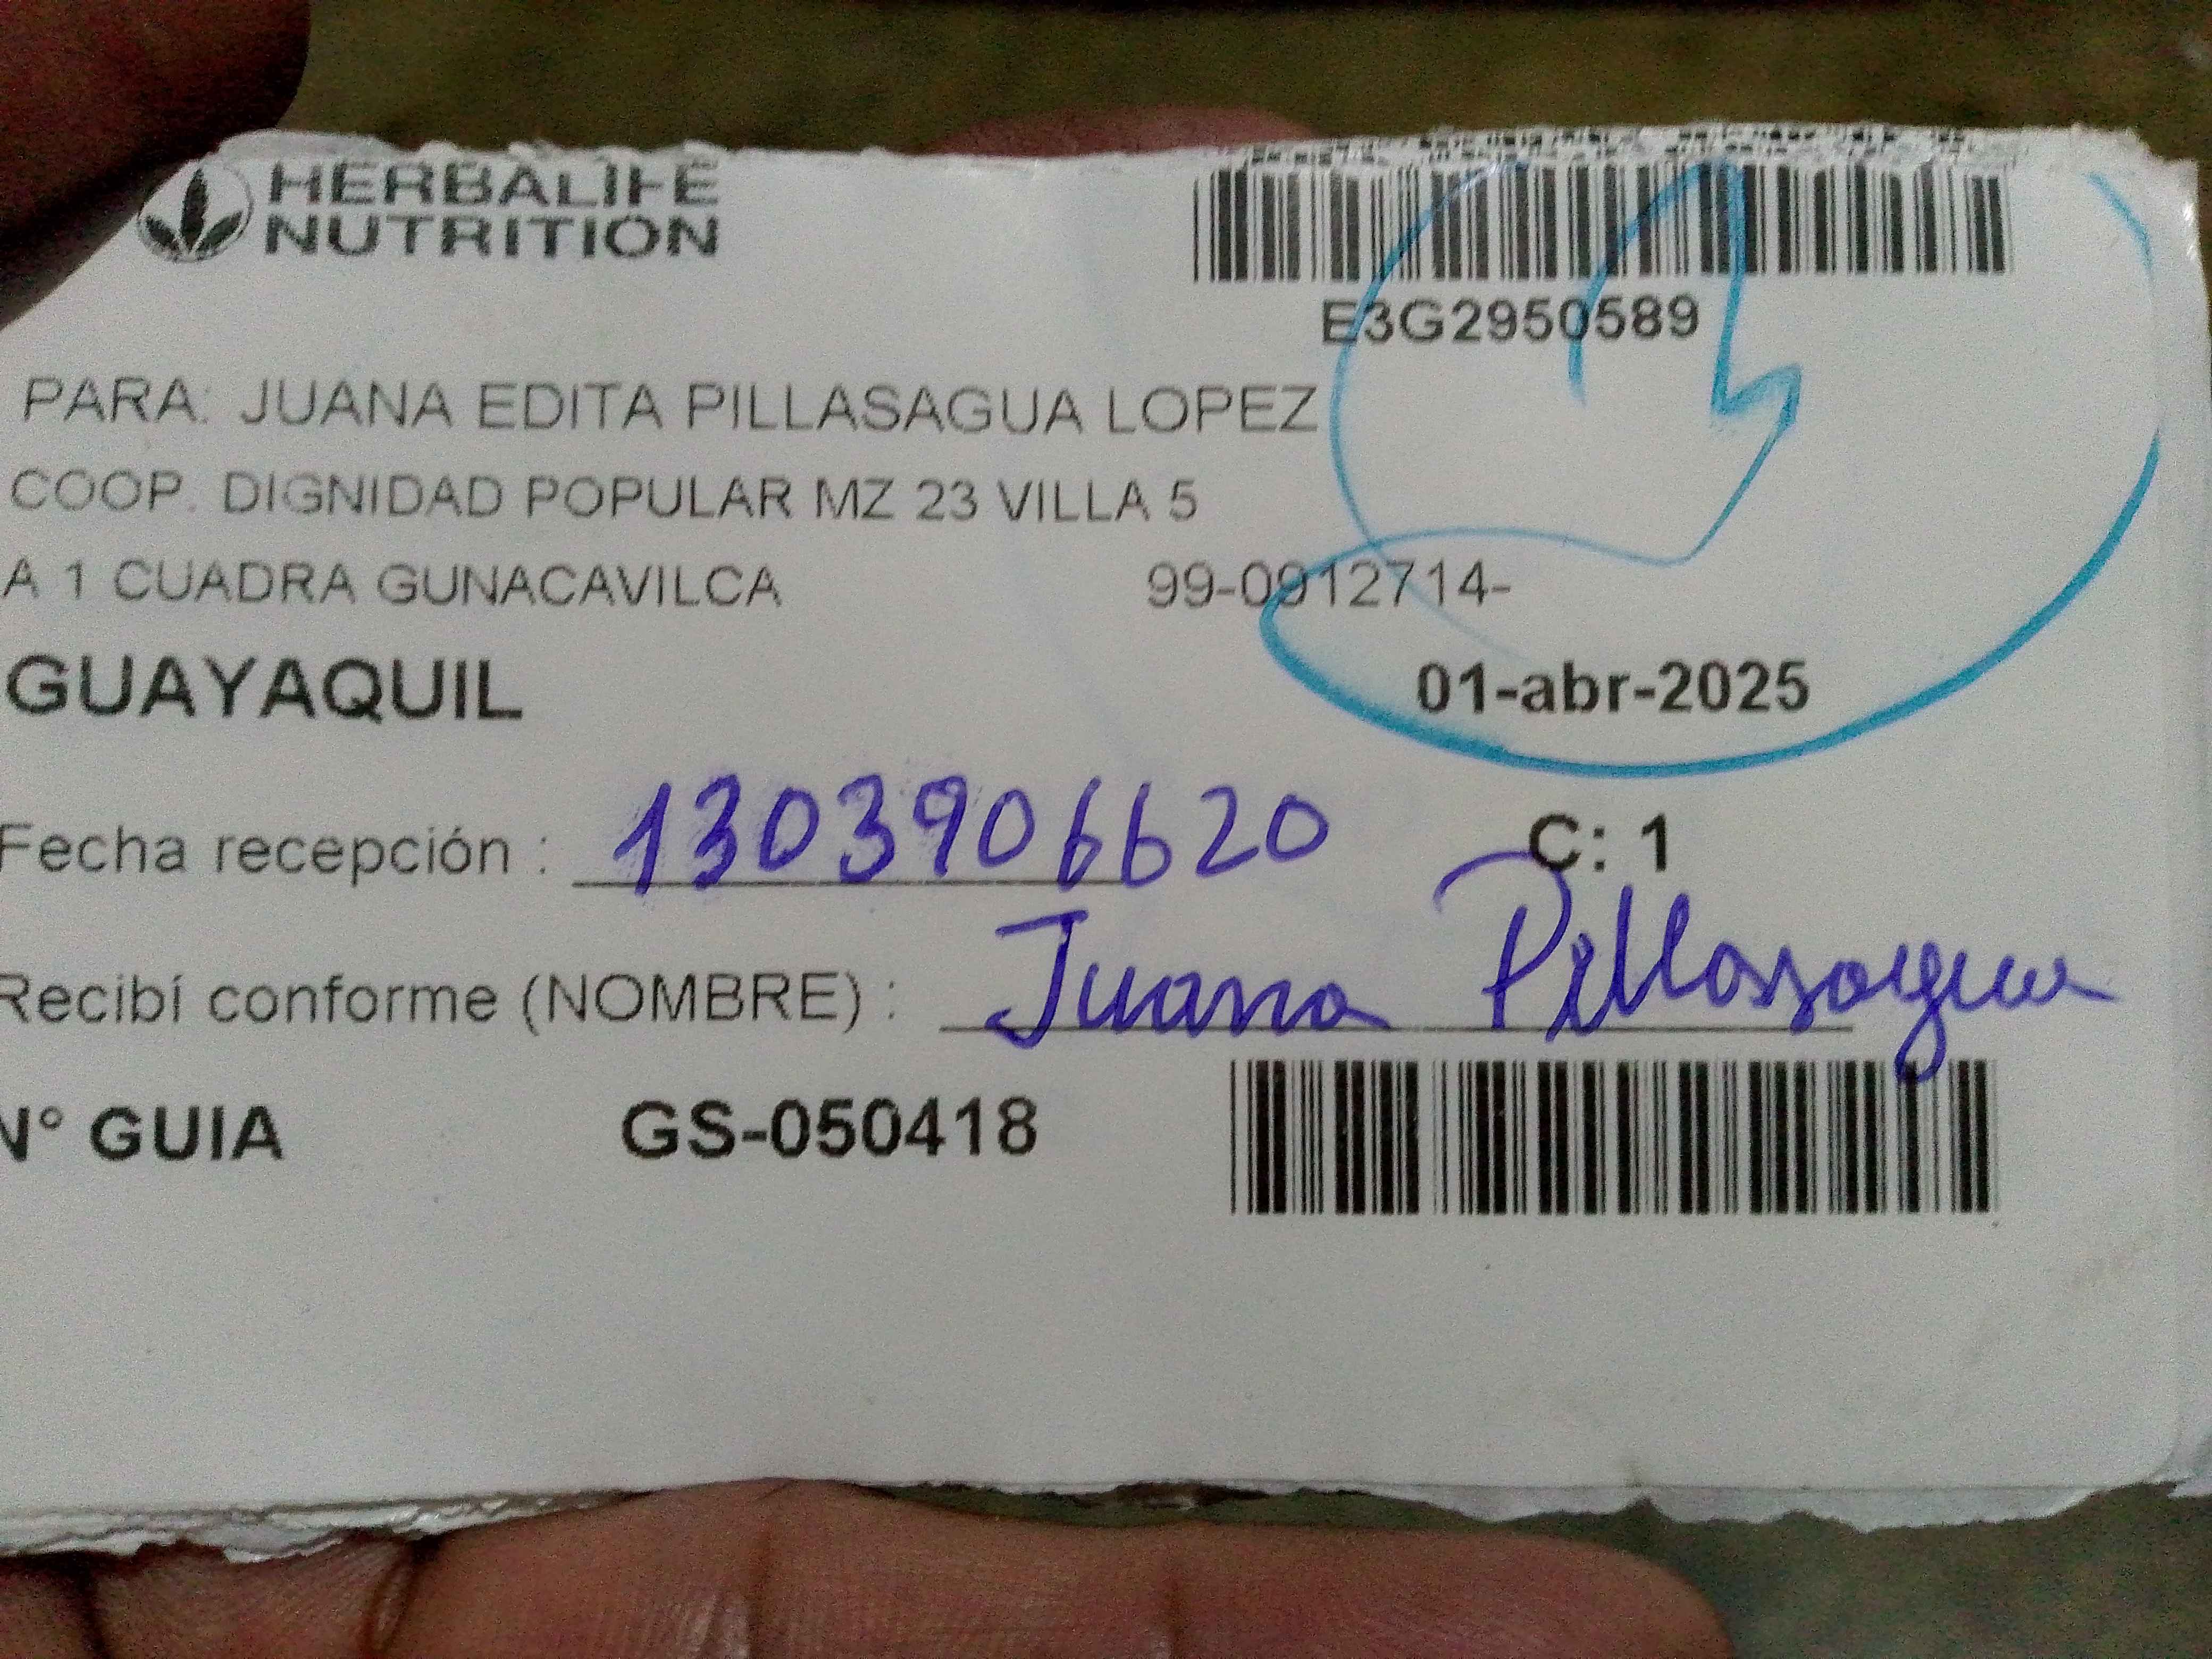 HERBALIFE
NUTRITION
E3G2950589
PARA: JUANA EDITA PILLASAGUA LOPEZ
COOP. DIGNIDAD POPULAR MZ 23 VILLA 5
A 1 CUADRA GUNACAVILCA 99-0912714-
GUAYAQUIL 01-abr-2025
Fecha recepción : 1303906620 C: 1
Recibí conforme (NOMBRE) : Juana Pillasagua
N° GUIA GS-050418